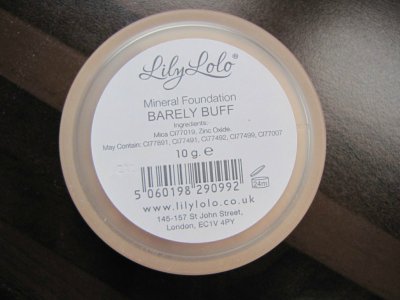 LilyLolo®
Mineral Foundation
BARELY BUFF
Ingredients:
Mica CI77019, Zinc Oxide.
May Contain: CI77891, CI77491, CI77492, CI77499, CI77007
10 g. e
24m
5 060198 290992
www.lilylolo.co.uk
145-157 St John Street,
London, EC1V 4PY